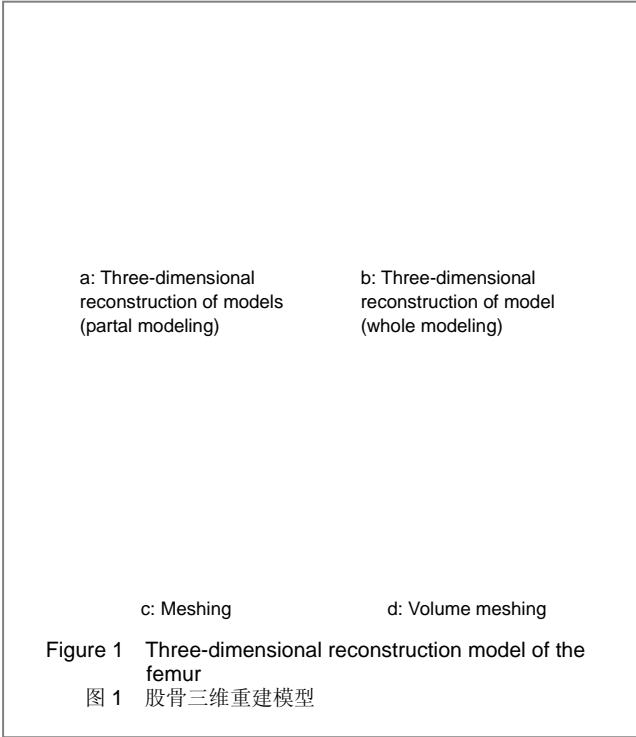 a: Three-dimensional
reconstruction of models
(partal modeling)
b: Three-dimensional
reconstruction of model
(whole modeling)
c: Meshing
d: Volume meshing
Figure 1 Three-dimensional reconstruction model of the
femur
图 1 股骨三维重建模型